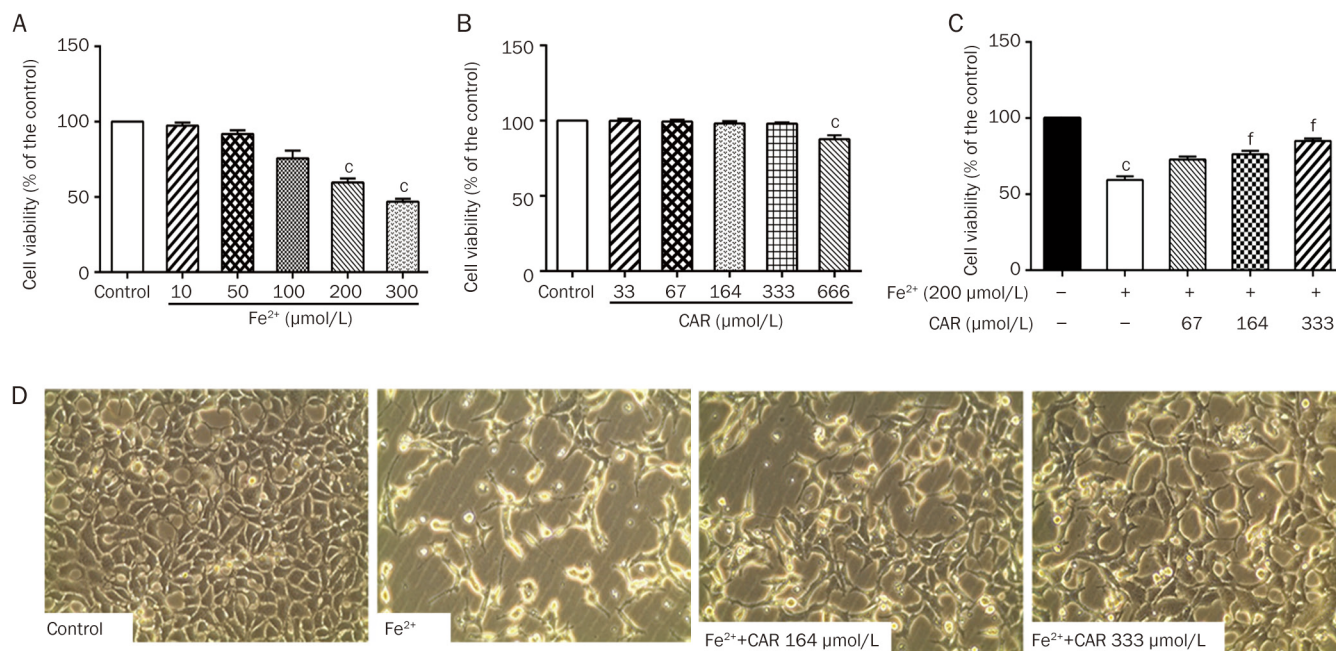 A
Cell viability (% of the control)
150
100
50
0
c
c
Control 10 50 100 200 300
Fe²⁺ (μmol/L)
B
Cell viability (% of the control)
150
100
50
0
c
Control 33 67 164 333 666
CAR (μmol/L)
C
Cell viability (% of the control)
150
100
50
0
c
f
f
Fe²⁺ (200 μmol/L) – + + + +
CAR (μmol/L) – – 67 164 333
D
Control
Fe²⁺
Fe²⁺+CAR 164 μmol/L
Fe²⁺+CAR 333 μmol/L